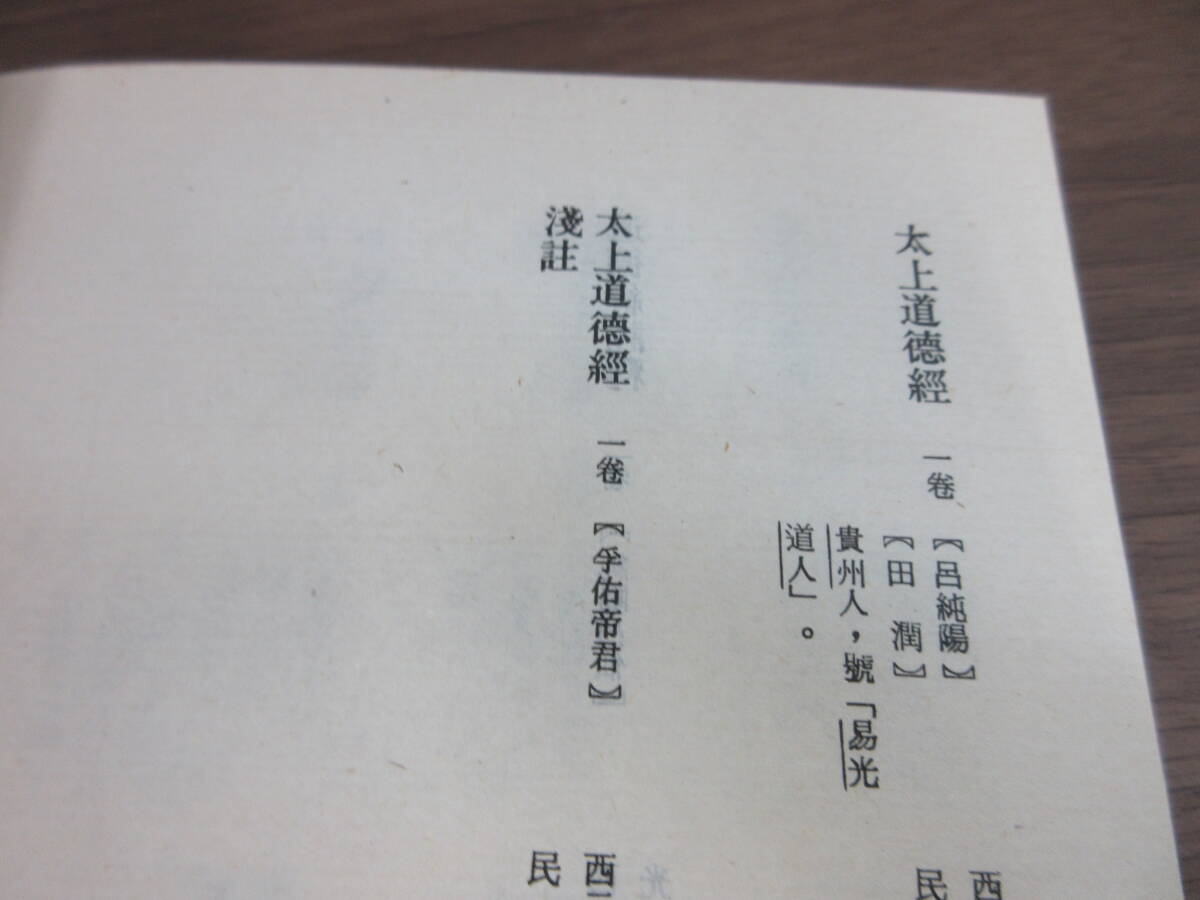 太上道德經
一卷
【呂純陽】
【田 潤】
貴州人，號「易光
道人」。
西
民
太上道德經
淺註
一卷
【孚佑帝君】
西
民